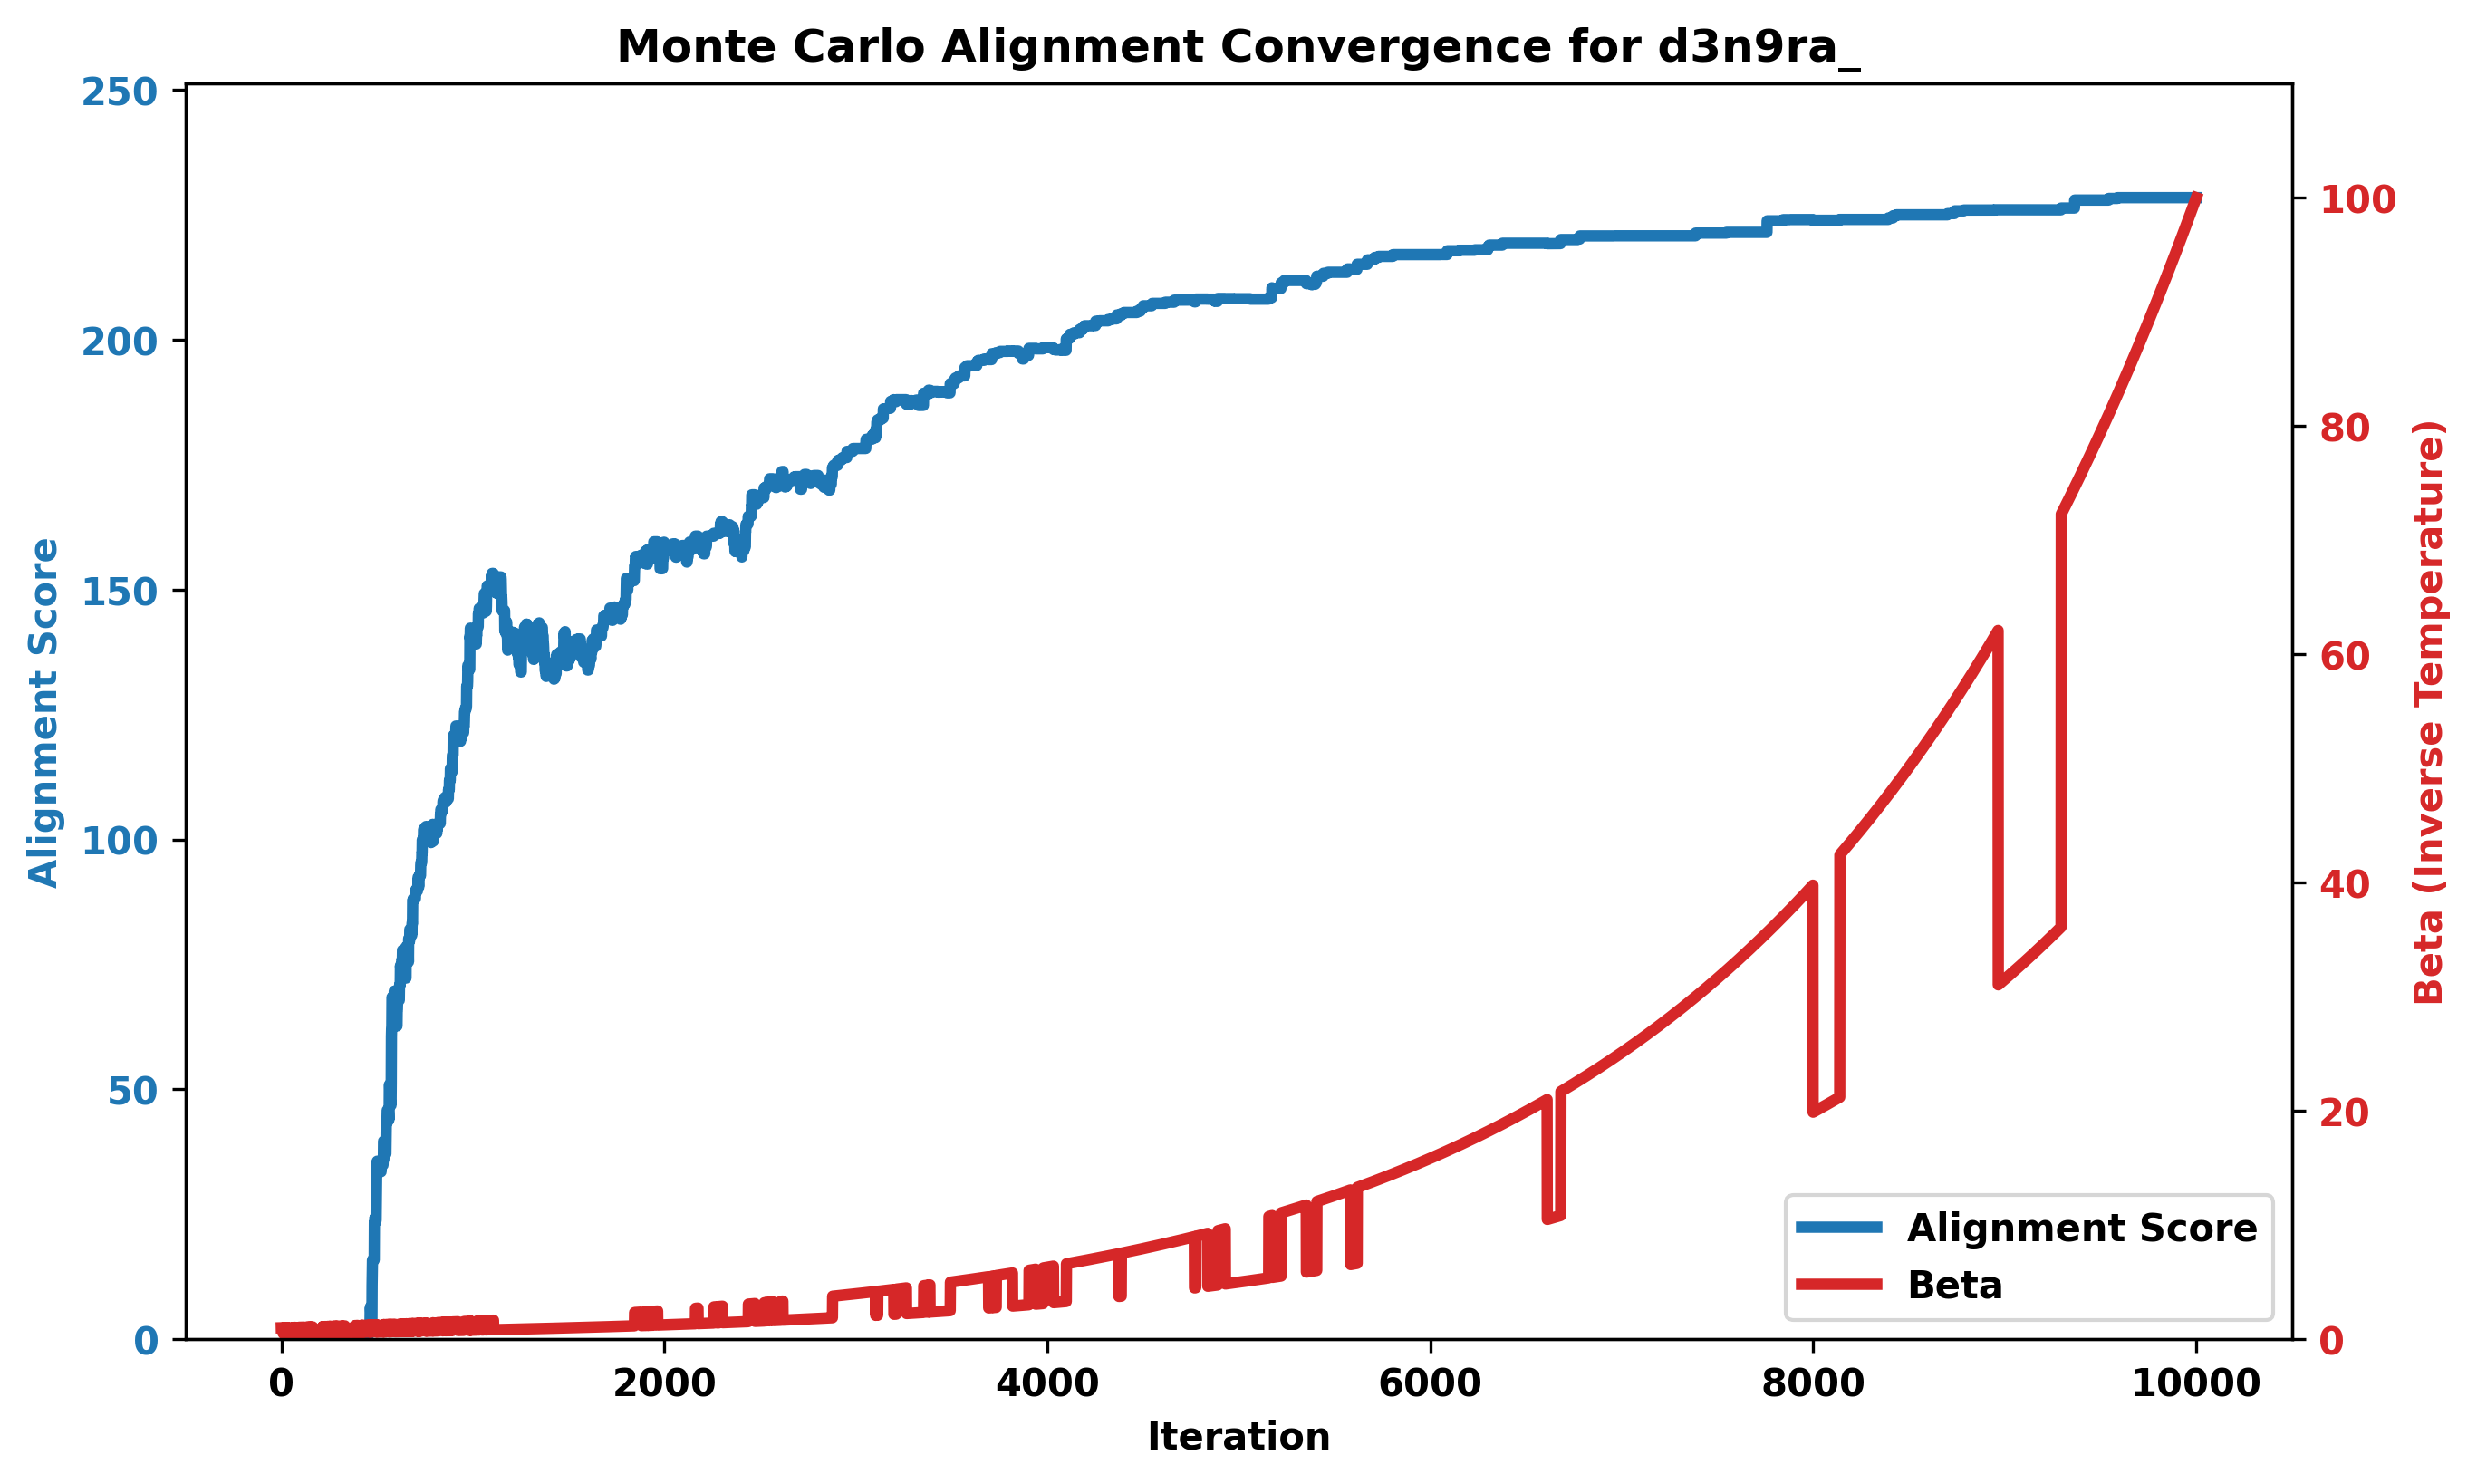 Monte Carlo Alignment Convergence for d3n9ra_
250
200
150
100
50
0
Alignment Score
100
80
60
40
20
0
Beta (Inverse Temperature)
Alignment Score
Beta
0 2000 4000 6000 8000 10000
Iteration